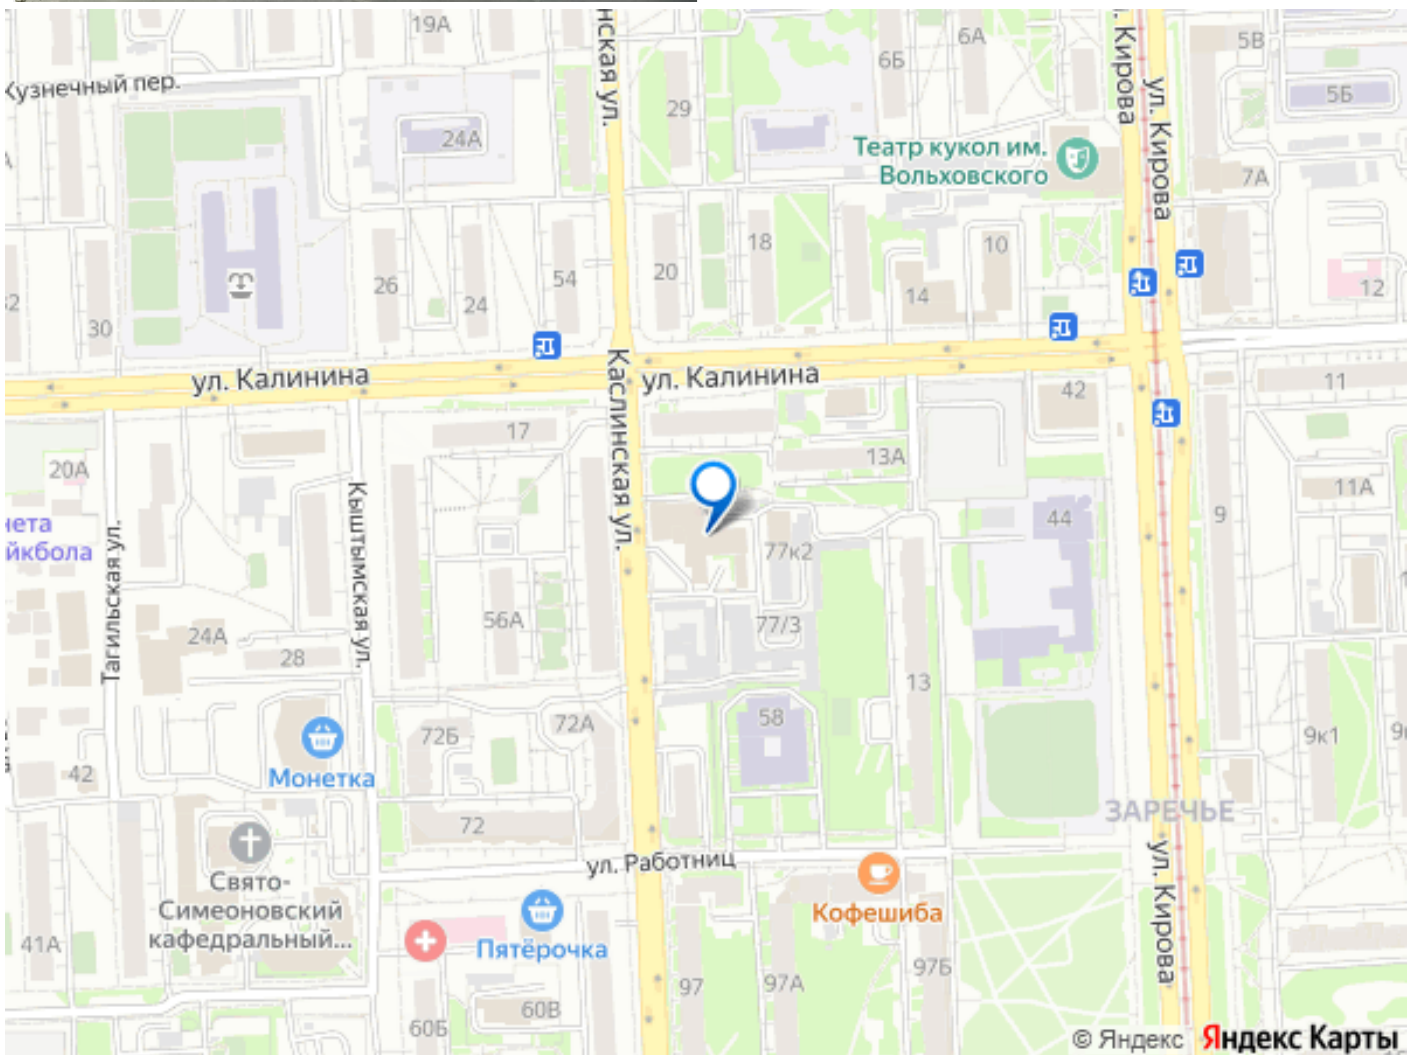 19А
нская ул.
6Б
6А
ул. Кирова
5В
Кузнечный пер.
29
ул. Кирова
5Б
24А
Театр кукол им.
Вольховского
7А
18
10
26
54
20
14
12
32
24
30
ул. Калинина
Каслинская ул.
ул. Калинина
42
11
17
20А
13А
11А
нета
йкбола
Кыштымская ул.
44
9
77к2
Тагильская ул.
56А
77/3
24А
28
13
58
72Б
72А
9к1
Монетка
42
ЗАРЕЧЬЕ
72
ул. Работниц
ул. Кирова
Свято-
Симеоновский
кафедральный...
Кофешиба
41А
Пятёрочка
97
97А
97Б
60Б
60В
© Яндекс Яндекс Карты